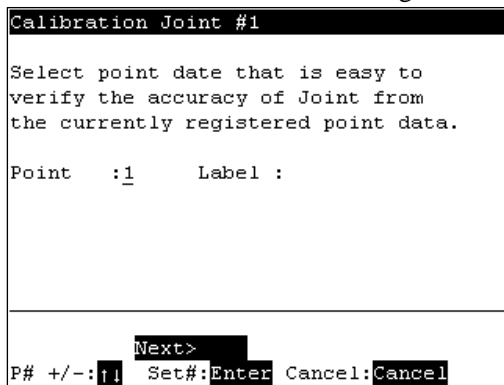 Calibration Joint #1
Select point date that is easy to
verify the accuracy of Joint from
the currently registered point data.
Point :1 Label :
Next>
P# +/-:↑↓ Set#:Enter Cancel:Cancel